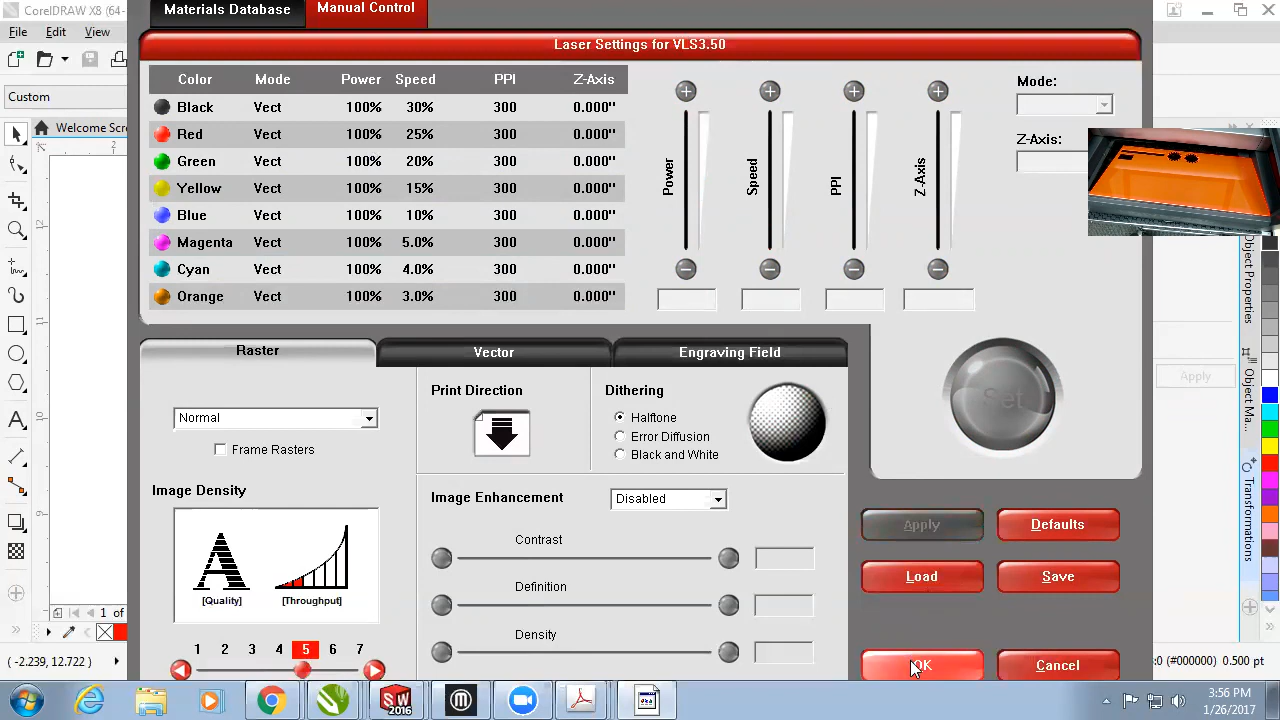 CorelDRAW X8 (64-
File Edit View
Custom
Welcome Scre
Materials Database Manual Control
Laser Settings for VLS3.50
Color Mode Power Speed PPI Z-Axis
Black Vect 100% 30% 300 0.000"
Red Vect 100% 25% 300 0.000"
Green Vect 100% 20% 300 0.000"
Yellow Vect 100% 15% 300 0.000"
Blue Vect 100% 10% 300 0.000"
Magenta Vect 100% 5.0% 300 0.000"
Cyan Vect 100% 4.0% 300 0.000"
Orange Vect 100% 3.0% 300 0.000"
Power
Speed
PPI
Z-Axis
Mode:
Z-Axis:
Set
Raster Vector Engraving Field
Normal
Frame Rasters
Image Density
[Quality] [Throughput]
1 2 3 4 5 6 7
Print Direction
Dithering
Halftone
Error Diffusion
Black and White
Image Enhancement Disabled
Contrast
Definition
Density
Apply Defaults
Load Save
OK Cancel
Apply
Object Properties
Object Ma...
Transformations
12
11
9
1 of
(-2.239, 12.722)
:0 (#000000) 0.500 pt
SW
2016
3:56 PM
1/26/2017